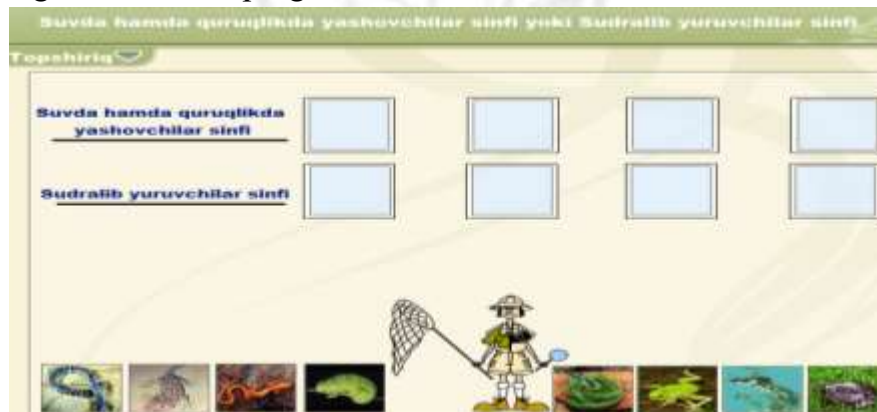 Suvda hamda quruqlikda yashovchilar sinfi yoki Sudralib yuruvchilar sinfi
Topshiriq
Suvda hamda quruqlikda
yashovchilar sinfi
Sudralib yuruvchilar sinfi